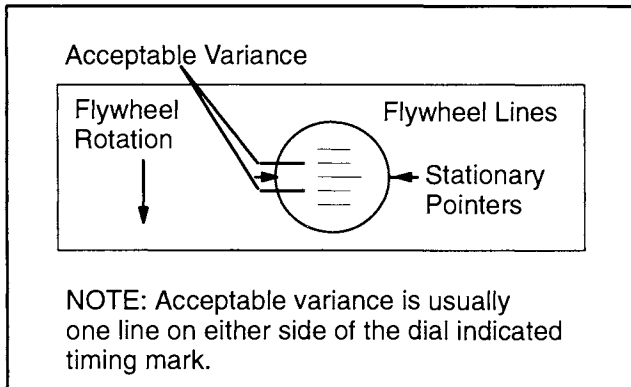 Acceptable Variance
Flywheel
Rotation
Flywheel Lines
Stationary
Pointers
NOTE: Acceptable variance is usually
one line on either side of the dial indicated
timing mark.